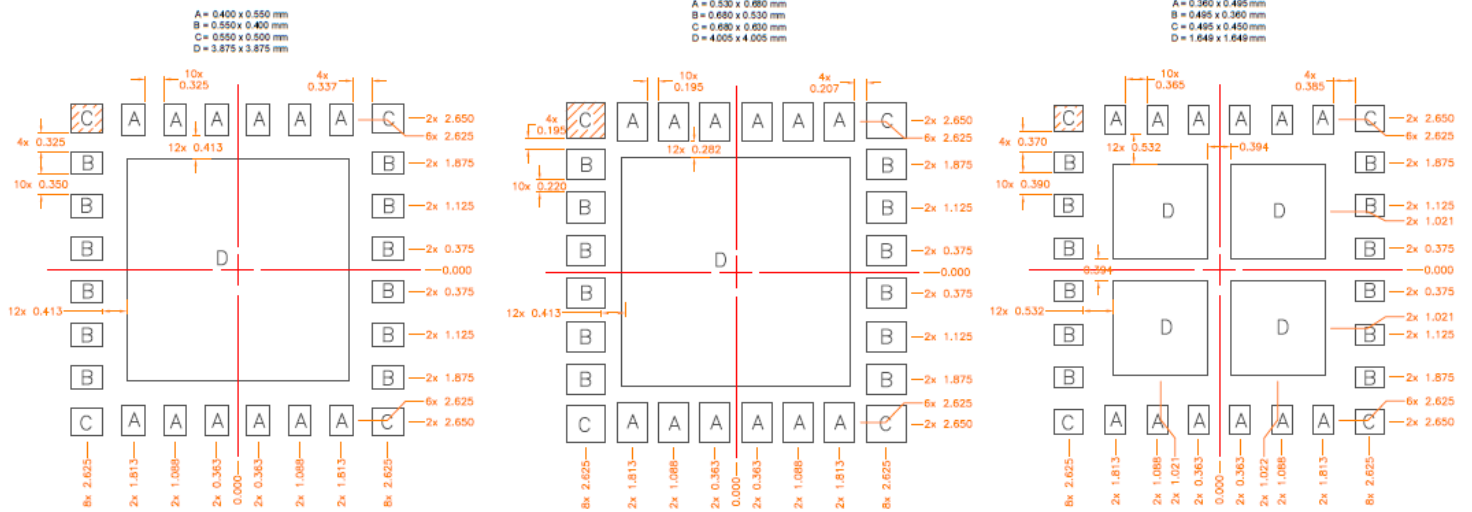 A = 0.400 x 0.550 mm
B = 0.550 x 0.400 mm
C = 0.550 x 0.500 mm
D = 3.875 x 3.875 mm
10x
0.325
4x
0.337
C A A A A A A C
2x 2.650
6x 2.625
4x 0.325
12x 0.413
B B
2x 1.875
10x 0.350
B B
2x 1.125
B D B
2x 0.375
0.000
B B
2x 0.375
12x 0.413
B B
2x 1.125
B B
2x 1.875
6x 2.625
C A A A A A A C
2x 2.650
8x 2.625
2x 1.813
2x 1.088
2x 0.363
0.000
2x 0.363
2x 1.088
2x 1.813
8x 2.625
A = 0.530 x 0.680 mm
B = 0.680 x 0.530 mm
C = 0.680 x 0.630 mm
D = 4.005 x 4.005 mm
10x
0.195
4x
0.207
C A A A A A A C
2x 2.650
6x 2.625
4x
0.195
12x 0.282
B B
2x 1.875
10x 0.220
B B
2x 1.125
B D B
2x 0.375
0.000
B B
2x 0.375
12x 0.413
B B
2x 1.125
B B
2x 1.875
6x 2.625
C A A A A A A C
2x 2.650
8x 2.625
2x 1.813
2x 1.088
2x 0.363
0.000
2x 0.363
2x 1.088
2x 1.813
8x 2.625
A = 0.360 x 0.495 mm
B = 0.495 x 0.360 mm
C = 0.495 x 0.450 mm
D = 1.649 x 1.649 mm
10x
0.365
4x
0.385
C A A A A A A C
2x 2.650
6x 2.625
4x 0.370
12x 0.532
0.394
B B
2x 1.875
10x 0.390
B D D B
2x 1.125
2x 1.021
B B
2x 0.375
0.394
0.000
B B
2x 0.375
12x 0.532
2x 1.021
B D D B
2x 1.125
B B
2x 1.875
6x 2.625
C A A A A A A C
2x 2.650
8x 2.625
2x 1.813
2x 1.088
2x 1.021
2x 0.363
0.000
2x 0.363
2x 1.022
2x 1.088
2x 1.813
8x 2.625